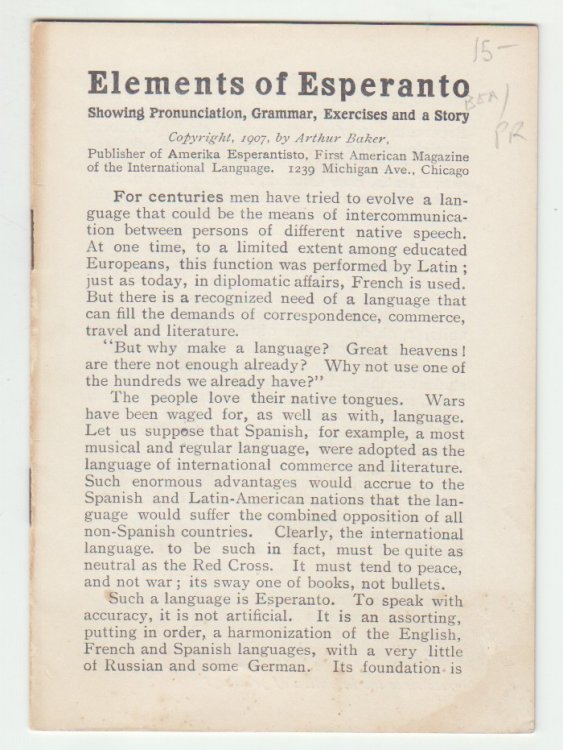 15-
Elements of Esperanto
BEA/
Showing Pronunciation, Grammar, Exercises and a Story
PR
Copyright, 1907, by Arthur Baker,
Publisher of Amerika Esperantisto, First American Magazine
of the International Language. 1239 Michigan Ave., Chicago
For centuries men have tried to evolve a lan-
guage that could be the means of intercommunica-
tion between persons of different native speech.
At one time, to a limited extent among educated
Europeans, this function was performed by Latin ;
just as today, in diplomatic affairs, French is used.
But there is a recognized need of a language that
can fill the demands of correspondence, commerce,
travel and literature.
"But why make a language? Great heavens!
are there not enough already? Why not use one of
the hundreds we already have?"
The people love their native tongues. Wars
have been waged for, as well as with, language.
Let us suppose that Spanish, for example, a most
musical and regular language, were adopted as the
language of international commerce and literature.
Such enormous advantages would accrue to the
Spanish and Latin-American nations that the lan-
guage would suffer the combined opposition of all
non-Spanish countries. Clearly, the international
language. to be such in fact, must be quite as
neutral as the Red Cross. It must tend to peace,
and not war ; its sway one of books, not bullets.
Such a language is Esperanto. To speak with
accuracy, it is not artificial. It is an assorting,
putting in order, a harmonization of the English,
French and Spanish languages, with a very little
of Russian and some German. Its foundation is